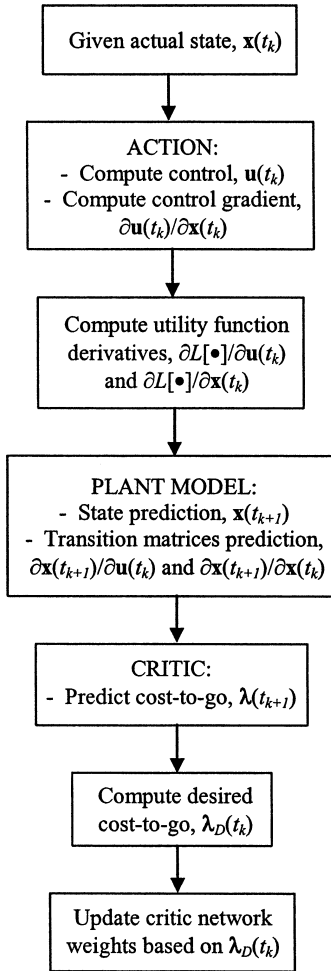 Given actual state, x(tₖ)
ACTION:
- Compute control, u(tₖ)
- Compute control gradient,
∂u(tₖ)/∂x(tₖ)
Compute utility function
derivatives, ∂L[•]/∂u(tₖ)
and ∂L[•]/∂x(tₖ)
PLANT MODEL:
- State prediction, x(tₖ₊₁)
- Transition matrices prediction,
∂x(tₖ₊₁)/∂u(tₖ) and ∂x(tₖ₊₁)/∂x(tₖ)
CRITIC:
- Predict cost-to-go, λ(tₖ₊₁)
Compute desired
cost-to-go, λ_D(tₖ)
Update critic network
weights based on λ_D(tₖ)